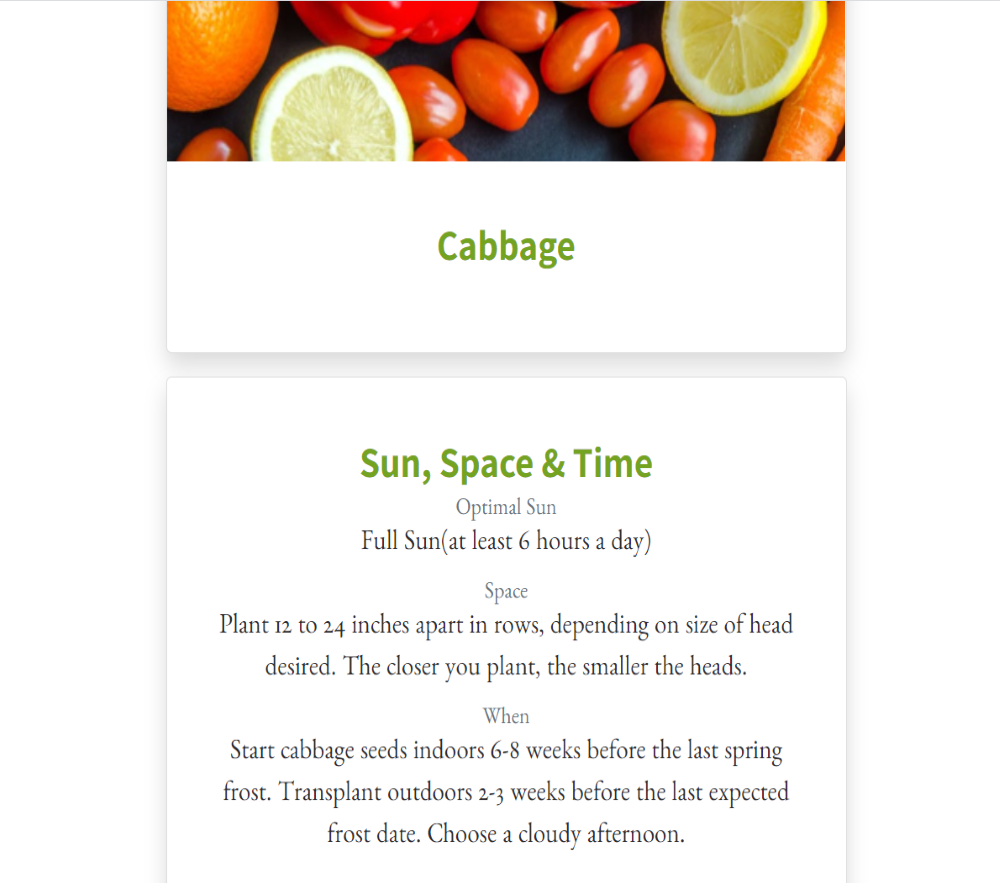 Cabbage
Sun, Space & Time
Optimal Sun
Full Sun(at least 6 hours a day)
Space
Plant 12 to 24 inches apart in rows, depending on size of head
desired. The closer you plant, the smaller the heads.
When
Start cabbage seeds indoors 6-8 weeks before the last spring
frost. Transplant outdoors 2-3 weeks before the last expected
frost date. Choose a cloudy afternoon.